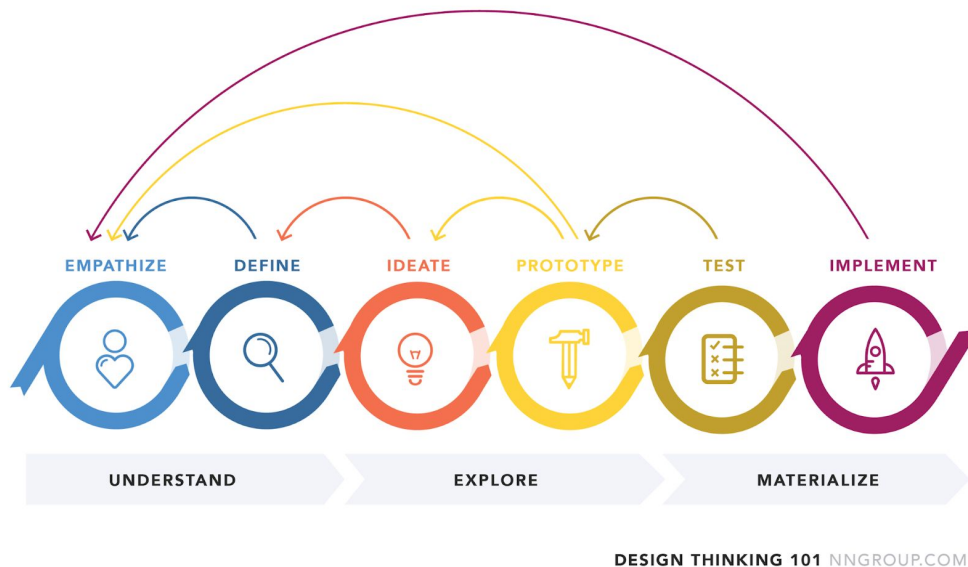 EMPATHIZE DEFINE IDEATE PROTOTYPE TEST IMPLEMENT
UNDERSTAND EXPLORE MATERIALIZE
DESIGN THINKING 101 NNGROUP.COM